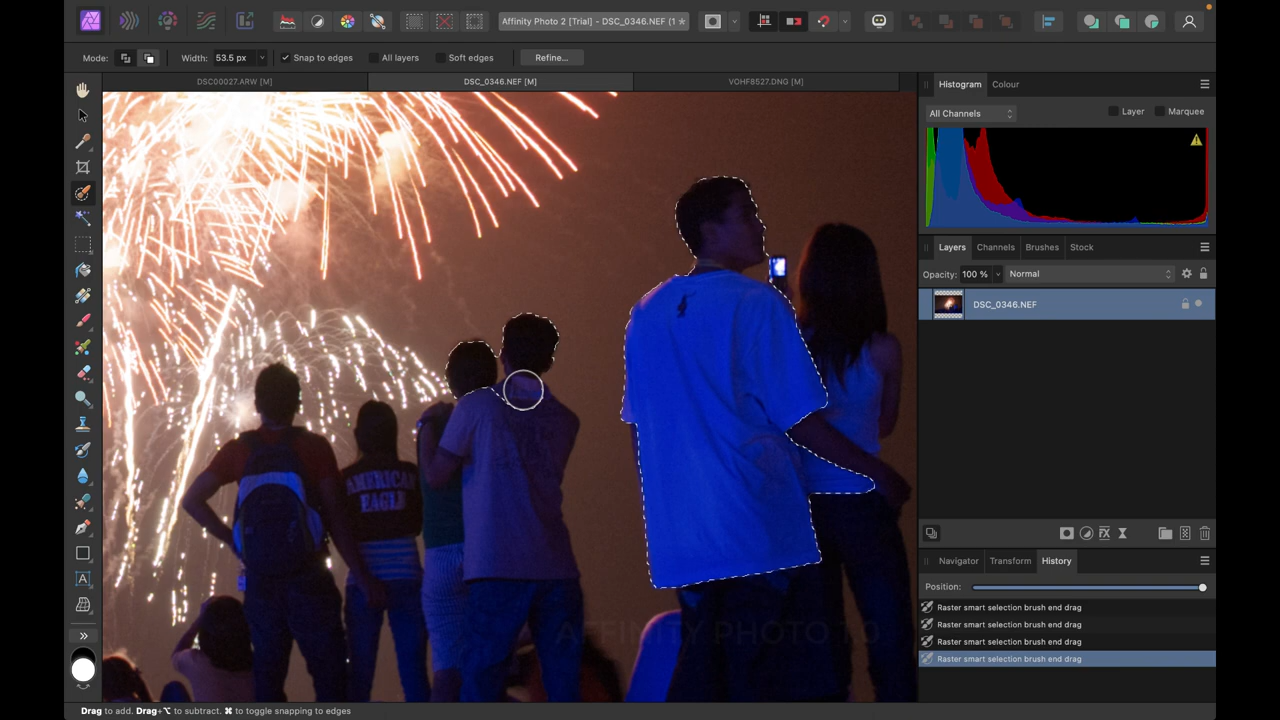 Affinity Photo 2 [Trial] - DSC_0346.NEF (1
Mode: Width: 53.5 px Snap to edges All layers Soft edges Refine...
DSC00027.ARW [M] DSC_0346.NEF [M] VOHF8527.DNG [M]
Histogram Colour
All Channels Layer Marquee
Layers Channels Brushes Stock
Opacity: 100 % Normal
DSC_0346.NEF
AMERICAN
EAGLE
Navigator Transform History
Position:
Raster smart selection brush end drag
Raster smart selection brush end drag
Raster smart selection brush end drag
Raster smart selection brush end drag
AFFINITY PHOTO 1.0
Drag to add. Drag+⌥ to subtract. ⌘ to toggle snapping to edges